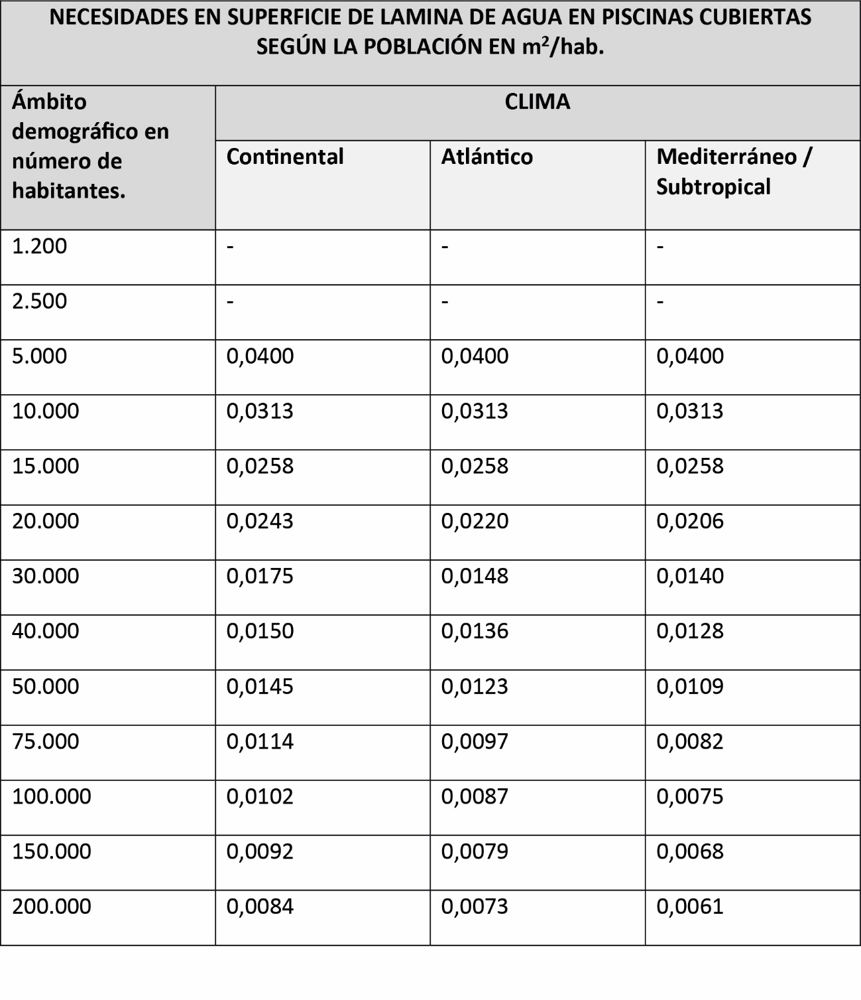 NECESIDADES EN SUPERFICIE DE LAMINA DE AGUA EN PISCINAS CUBIERTAS
SEGÚN LA POBLACIÓN EN m²/hab.
Ámbito
demográfico en
número de
habitantes.
CLIMA
Continental
Atlántico
Mediterráneo /
Subtropical
1.200 - - -
2.500 - - -
5.000 0,0400 0,0400 0,0400
10.000 0,0313 0,0313 0,0313
15.000 0,0258 0,0258 0,0258
20.000 0,0243 0,0220 0,0206
30.000 0,0175 0,0148 0,0140
40.000 0,0150 0,0136 0,0128
50.000 0,0145 0,0123 0,0109
75.000 0,0114 0,0097 0,0082
100.000 0,0102 0,0087 0,0075
150.000 0,0092 0,0079 0,0068
200.000 0,0084 0,0073 0,0061